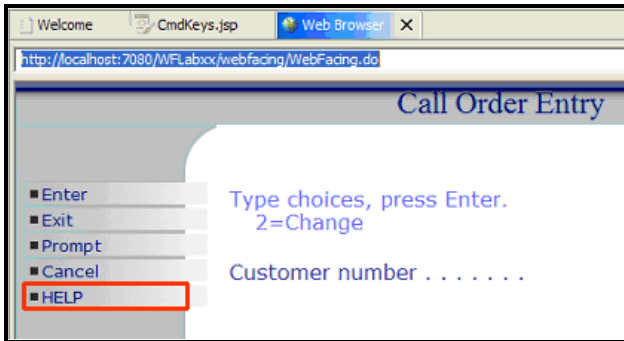 Welcome CmdKeys.jsp Web Browser
http://localhost:7080/WFLabxx/webfacing/WebFacing.do
Call Order Entry
Enter
Exit
Prompt
Cancel
HELP
Type choices, press Enter.
2=Change
Customer number . . . . . . .